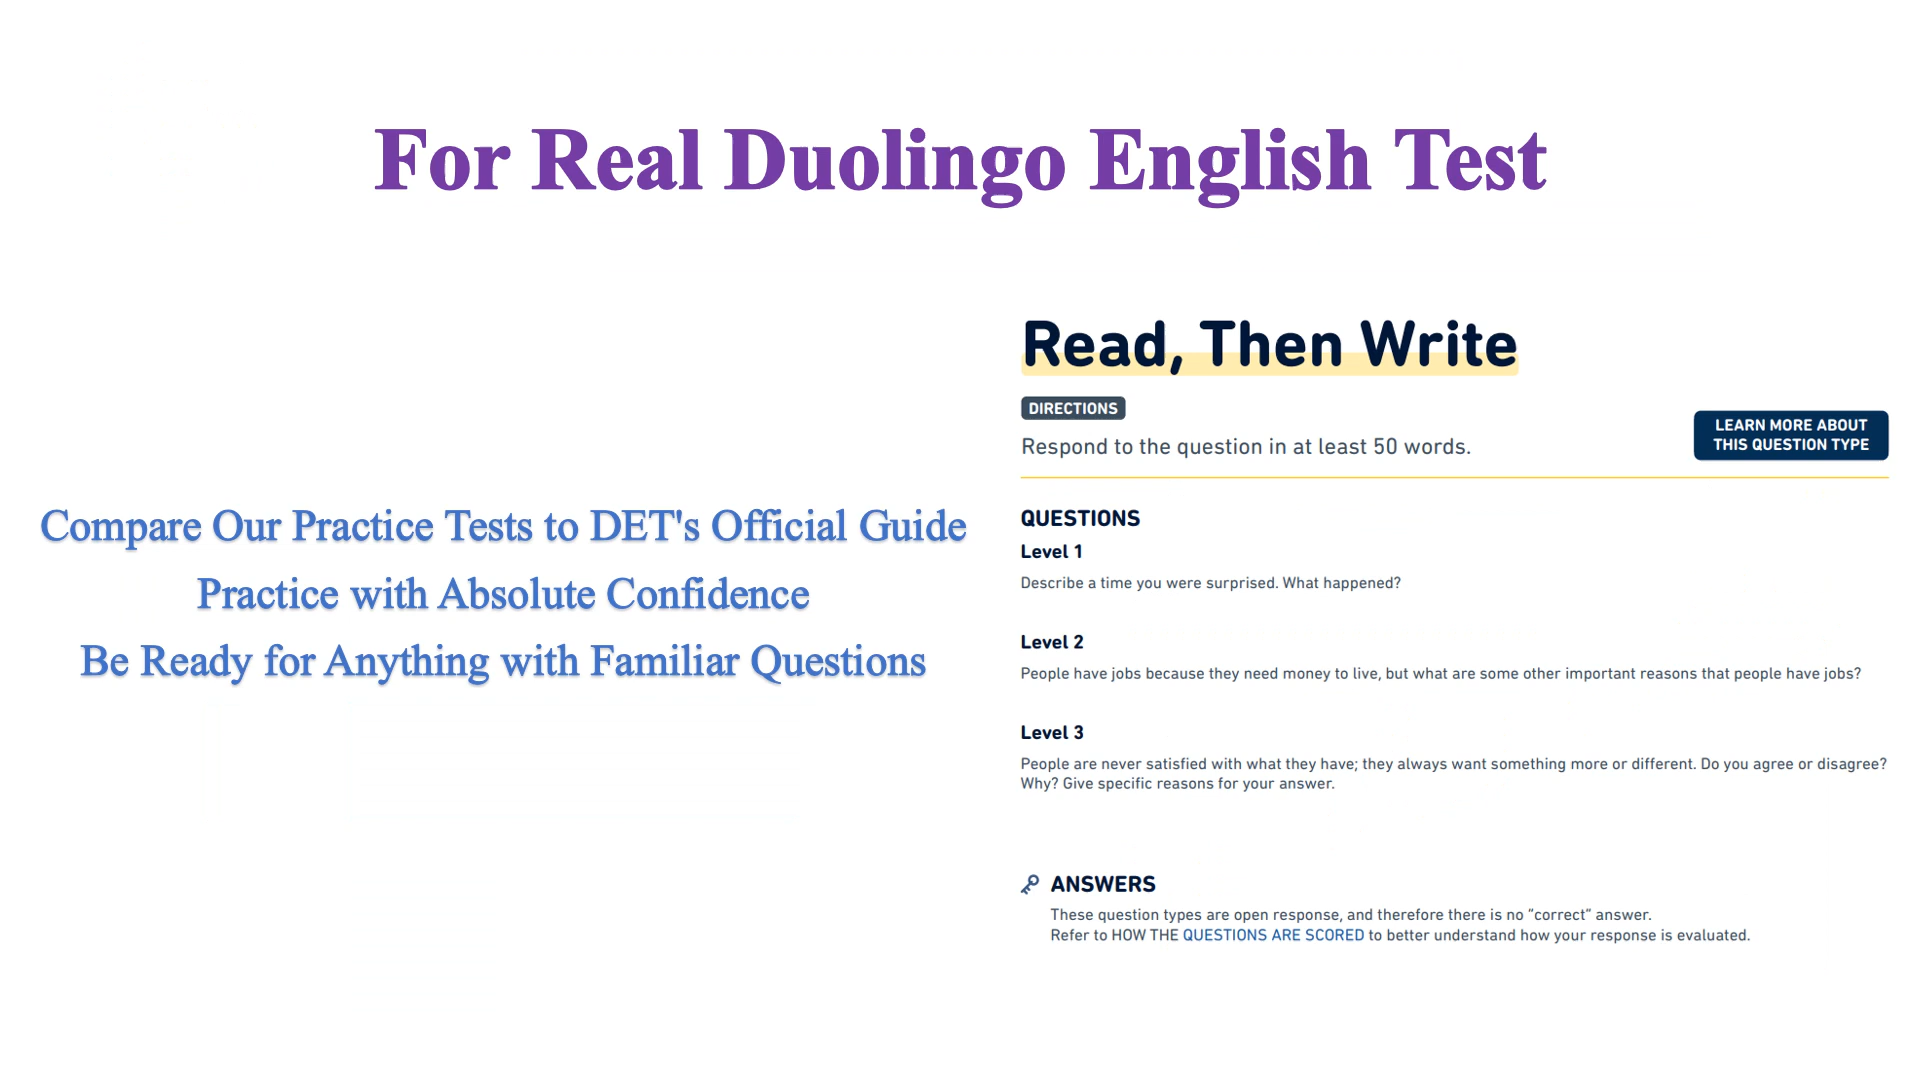 For Real Duolingo English Test
Compare Our Practice Tests to DET's Official Guide
Practice with Absolute Confidence
Be Ready for Anything with Familiar Questions
Read, Then Write
DIRECTIONS
Respond to the question in at least 50 words.
LEARN MORE ABOUT
THIS QUESTION TYPE
QUESTIONS
Level 1
Describe a time you were surprised. What happened?
Level 2
People have jobs because they need money to live, but what are some other important reasons that people have jobs?
Level 3
People are never satisfied with what they have; they always want something more or different. Do you agree or disagree?
Why? Give specific reasons for your answer.
ANSWERS
These question types are open response, and therefore there is no “correct” answer.
Refer to HOW THE QUESTIONS ARE SCORED to better understand how your response is evaluated.